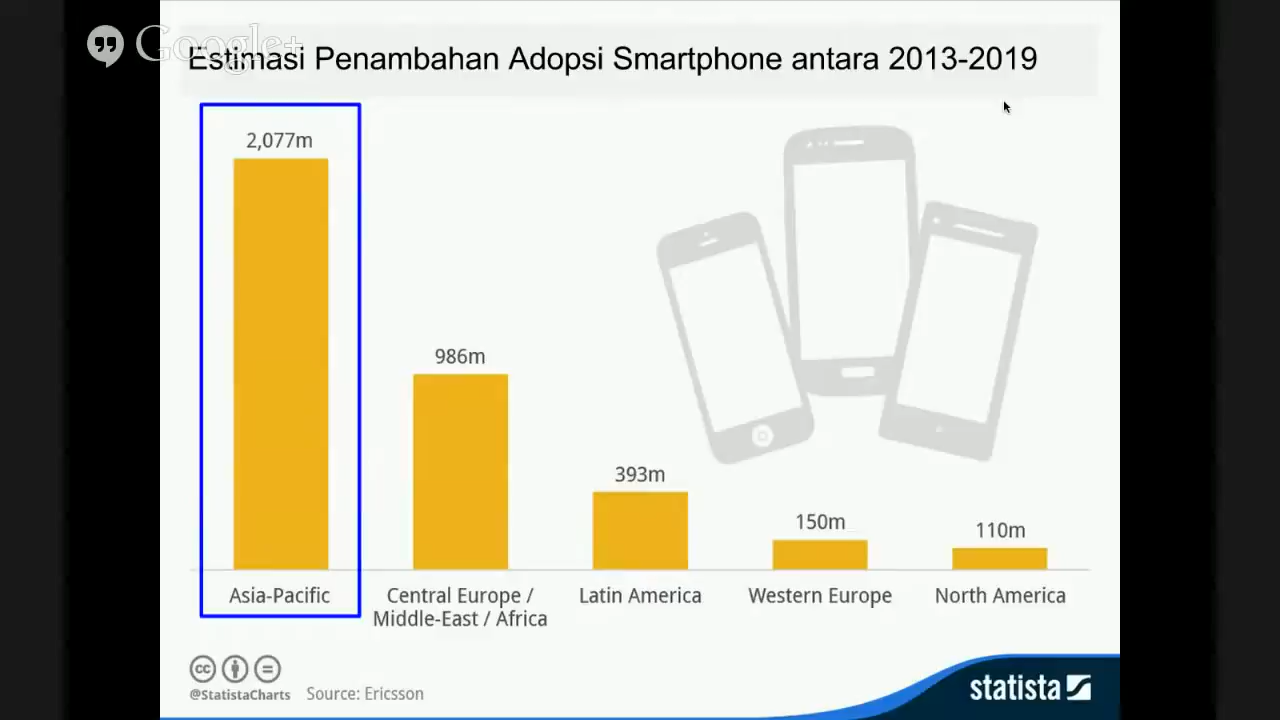 Google+
Estimasi Penambahan Adopsi Smartphone antara 2013-2019
2,077m
986m
393m
150m
110m
Asia-Pacific
Central Europe /
Middle-East / Africa
Latin America
Western Europe
North America
cc
@StatistaCharts
Source: Ericsson
statista